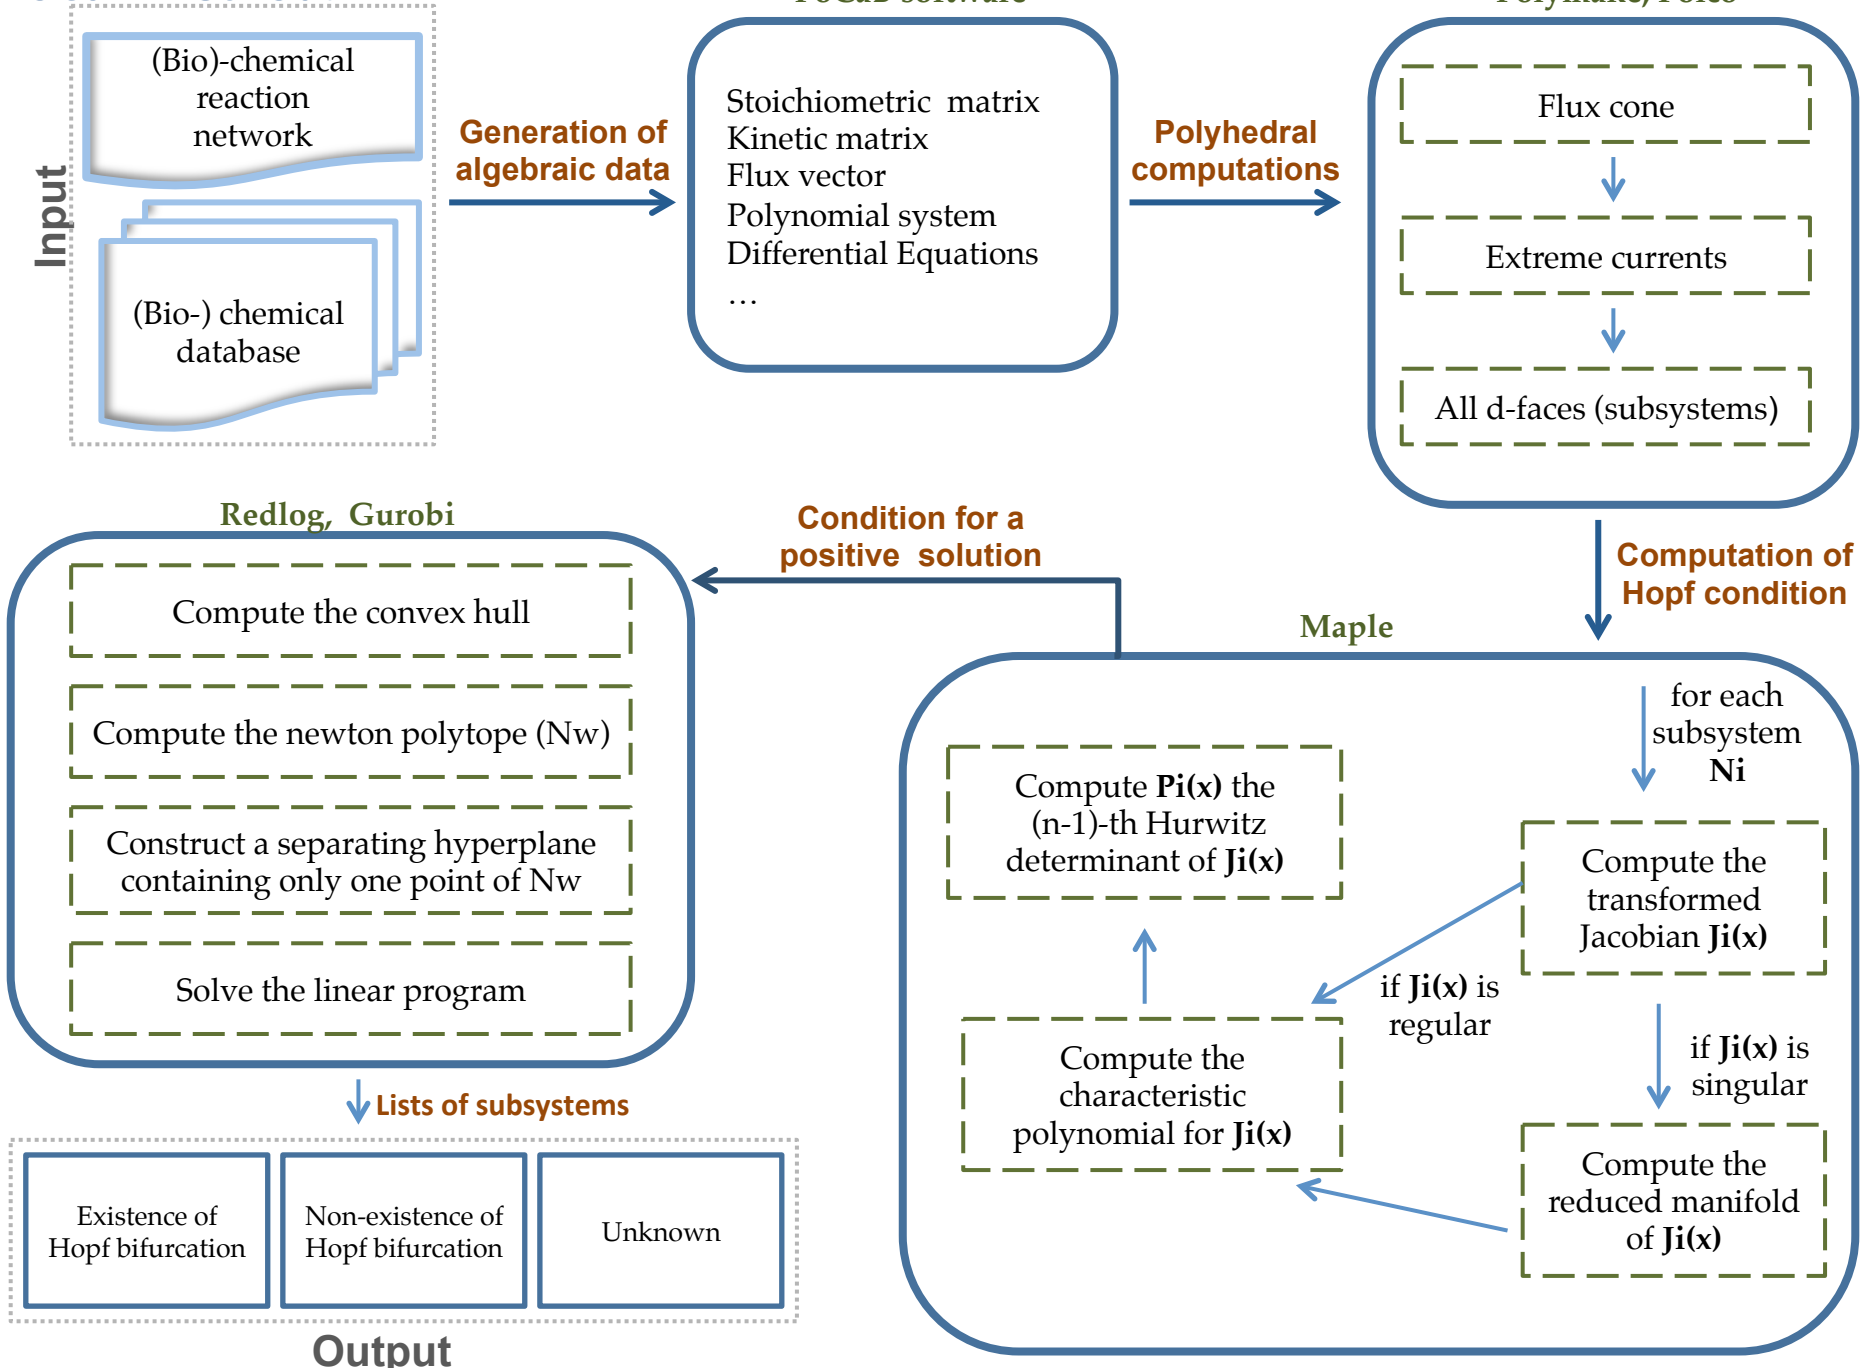 PoCaB software
(Bio)-chemical
reaction
network
Input
(Bio-) chemical
database
Generation of
algebraic data
Stoichiometric matrix
Kinetic matrix
Flux vector
Polynomial system
Differential Equations
…
Polyhedral
computations
Flux cone
Extreme currents
All d-faces (subsystems)
Computation of
Hopf condition
Maple
for each
subsystem
Ni
Compute the
transformed
Jacobian Ji(x)
if Ji(x) is
regular
if Ji(x) is
singular
Compute the
reduced manifold
of Ji(x)
Compute the
characteristic
polynomial for Ji(x)
Compute Pi(x) the
(n-1)-th Hurwitz
determinant of Ji(x)
Condition for a
positive solution
Redlog, Gurobi
Compute the convex hull
Compute the newton polytope (Nw)
Construct a separating hyperplane
containing only one point of Nw
Solve the linear program
Lists of subsystems
Existence of
Hopf bifurcation
Non-existence of
Hopf bifurcation
Unknown
Output